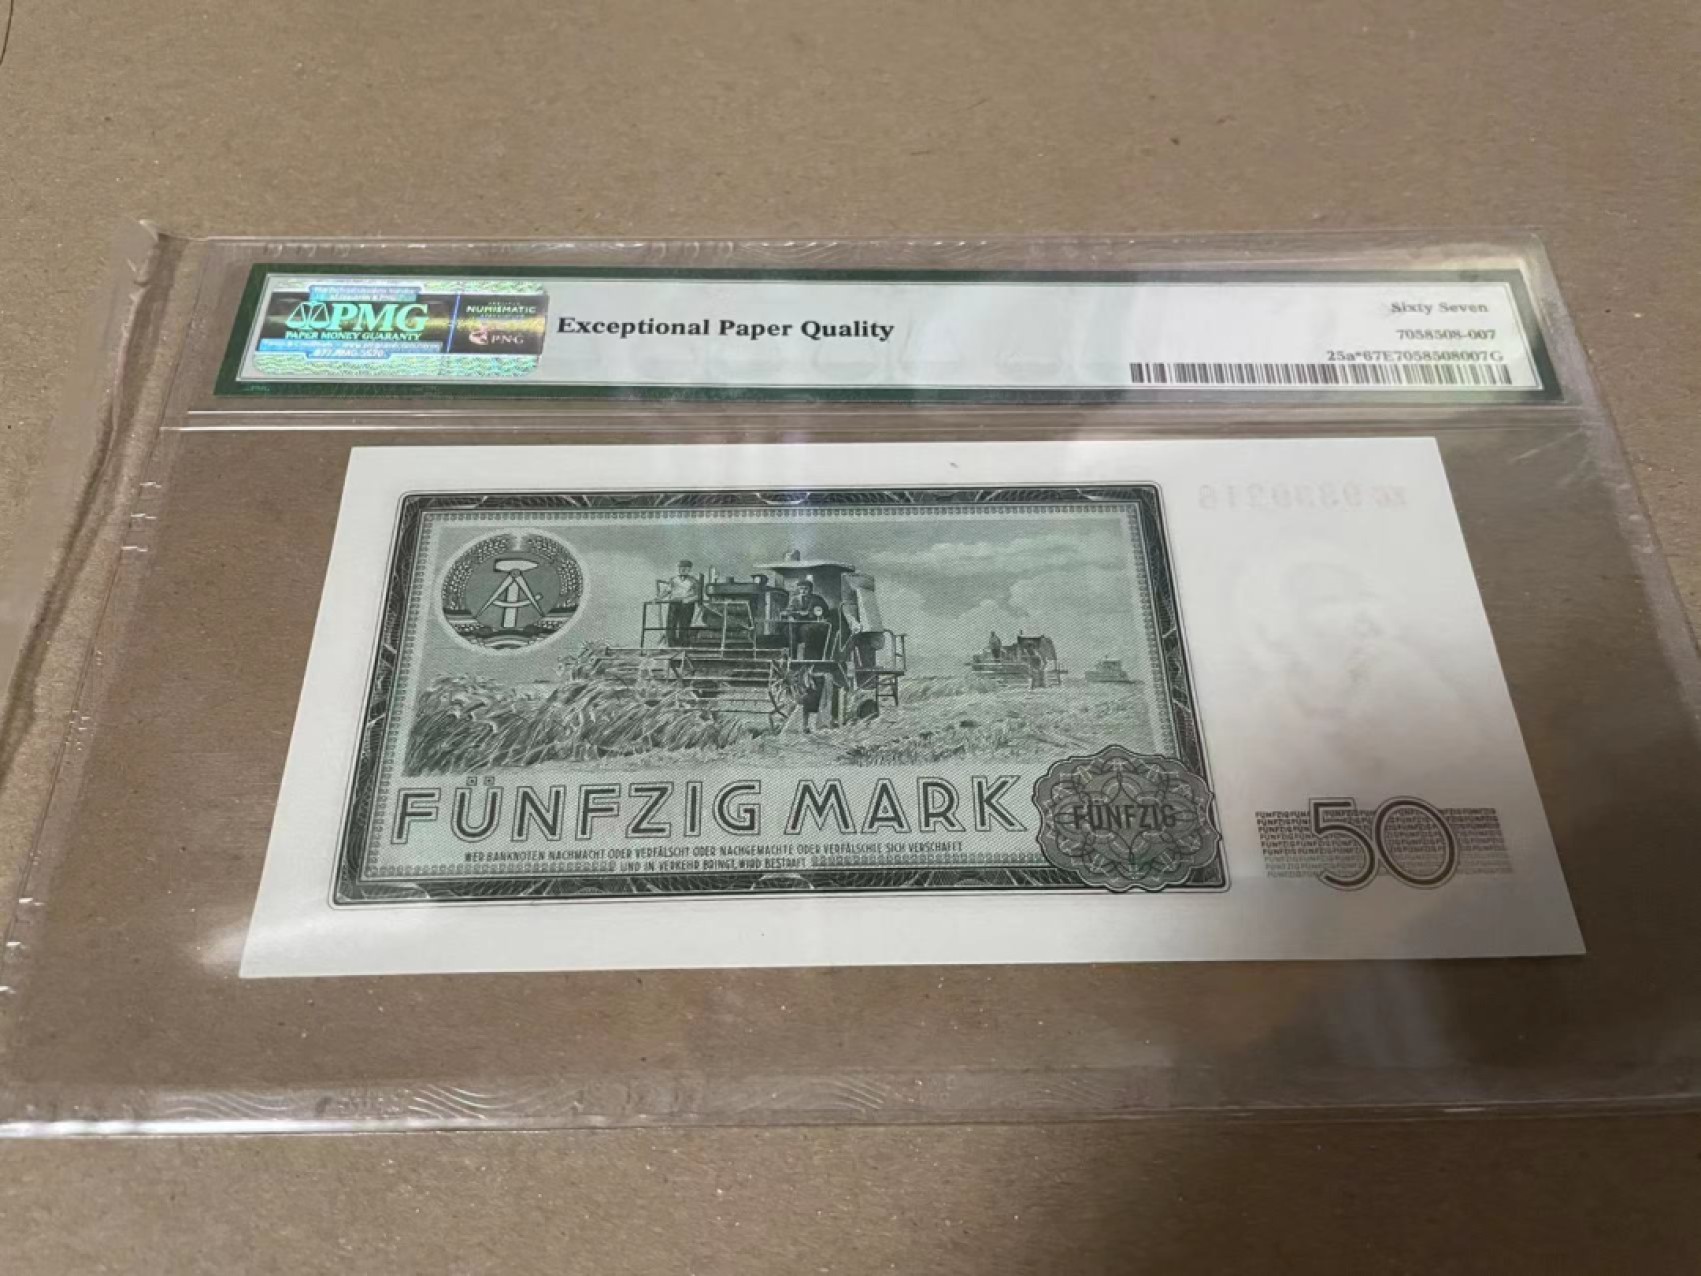 PMG
PAPER MONEY GUARANTY
NUMISMATIC
PNG
Exceptional Paper Quality
Sixty Seven
7058508-007
25a*67E7058508007G
FÜNFZIG MARK
FÜNFZIG
WER BANKNOTEN NACHMACHT ODER VERFÄLSCHT ODER NACHGEMACHTE ODER VERFÄLSCHTE SICH VERSCHAFFT
UND IN VERKEHR BRINGT, WIRD BESTRAFT
50